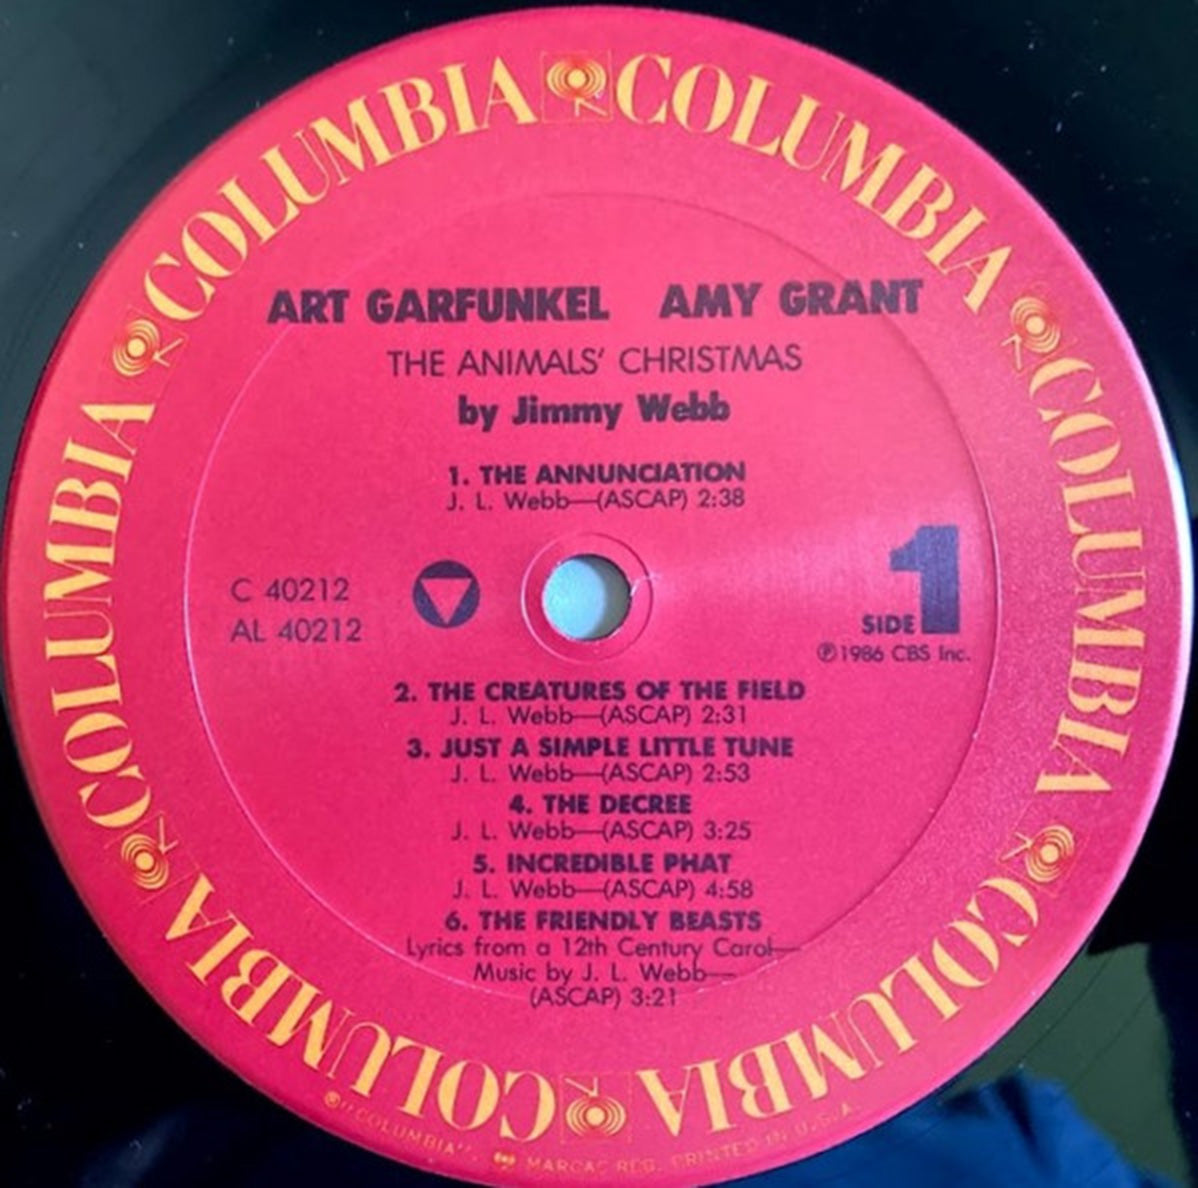 COLUMBIA COLUMBIA COLUMBIA COLUMBIA COLUMBIA COLUMBIA
ART GARFUNKEL AMY GRANT
THE ANIMALS' CHRISTMAS
by Jimmy Webb
1. THE ANNUNCIATION
J. L. Webb—(ASCAP) 2:38
C 40212
AL 40212
SIDE 1
℗ 1986 CBS Inc.
2. THE CREATURES OF THE FIELD
J. L. Webb—(ASCAP) 2:31
3. JUST A SIMPLE LITTLE TUNE
J. L. Webb—(ASCAP) 2:53
4. THE DECREE
J. L. Webb—(ASCAP) 3:25
5. INCREDIBLE PHAT
J. L. Webb—(ASCAP) 4:58
6. THE FRIENDLY BEASTS
Lyrics from a 12th Century Carol—
Music by J. L. Webb—
(ASCAP) 3:21
® "COLUMBIA", MARCAS REG. PRINTED IN U.S.A.